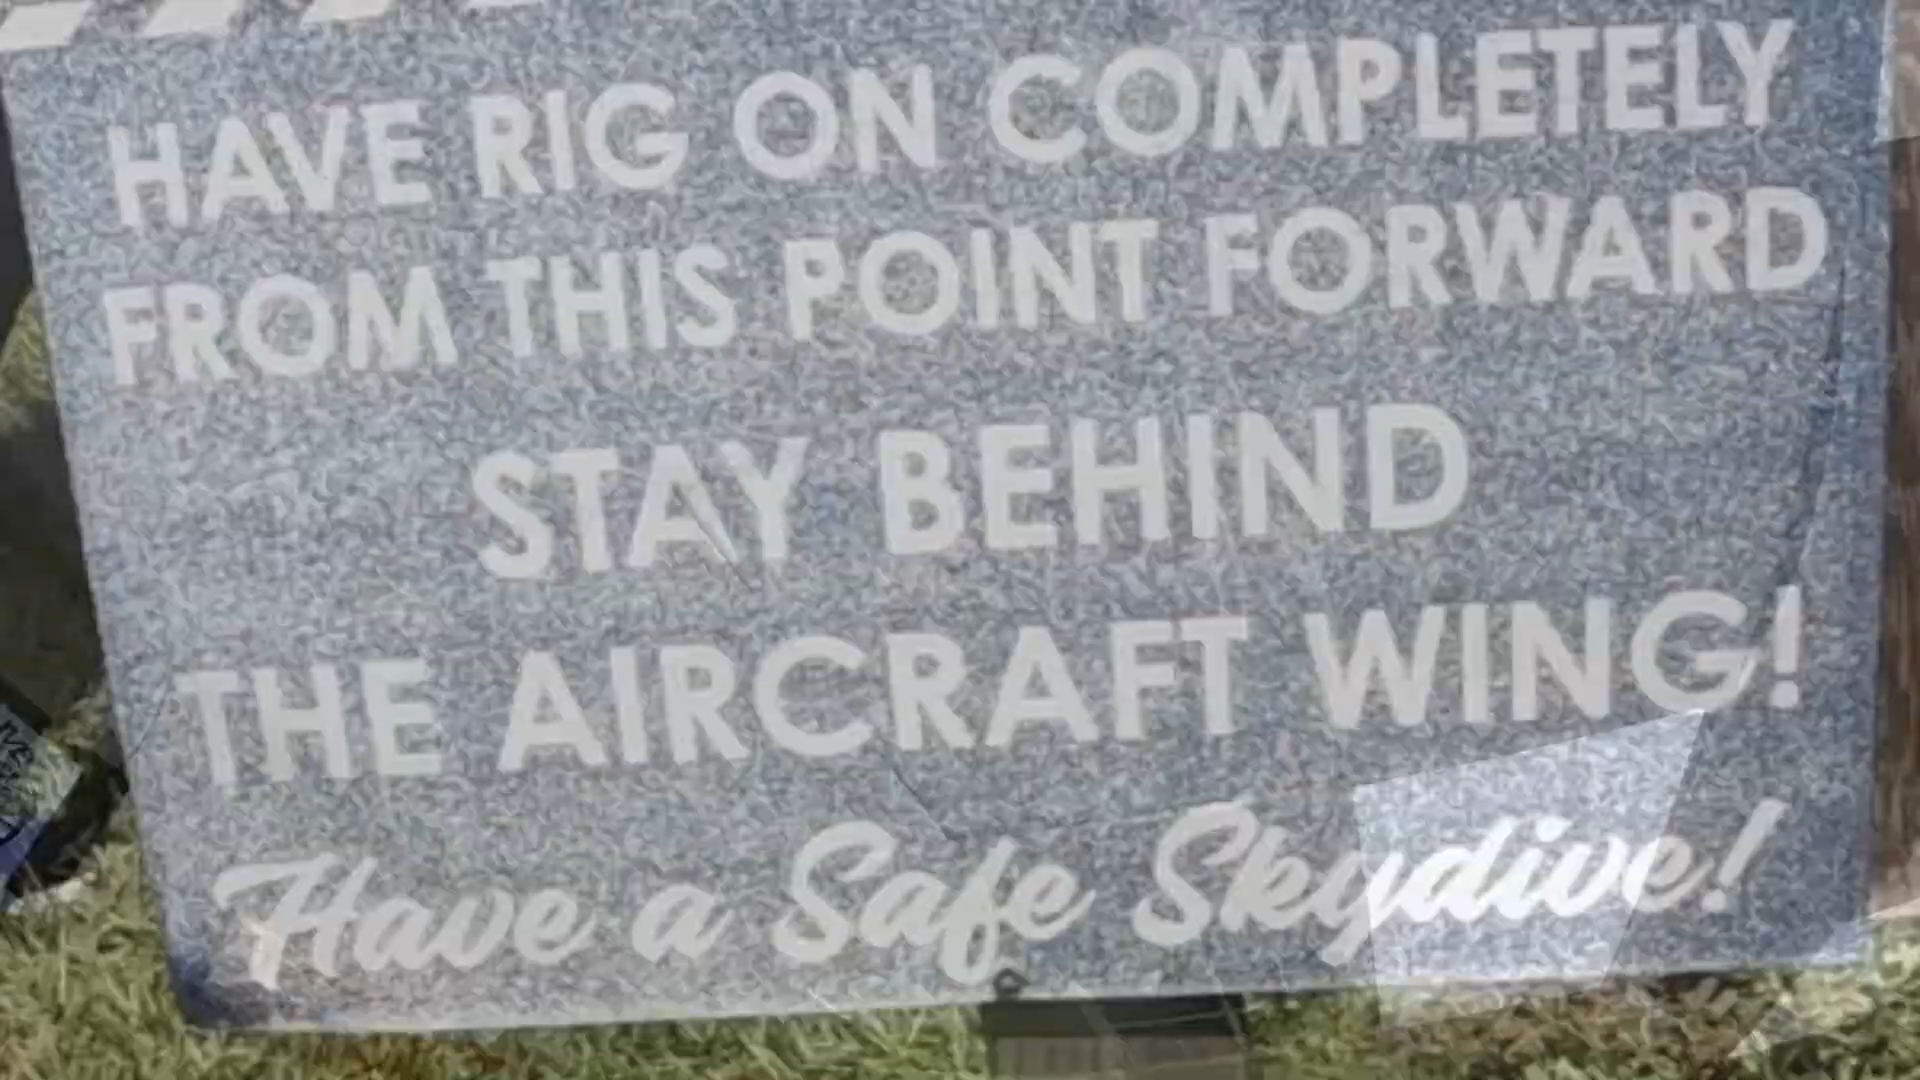 HAVE RIG ON COMPLETELY
FROM THIS POINT FORWARD
STAY BEHIND
THE AIRCRAFT WING!
Have a Safe Skydive!